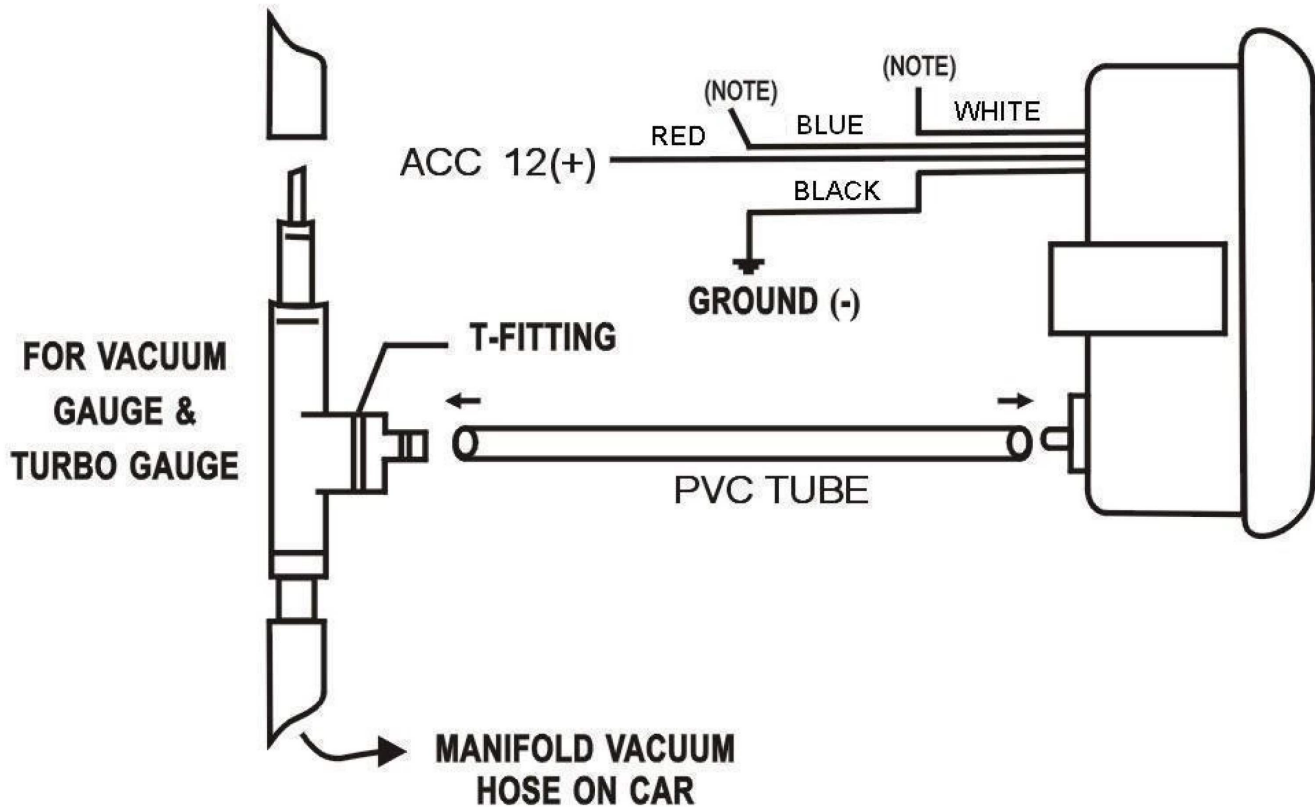 (NOTE)
(NOTE)
WHITE
BLUE
RED
ACC 12(+)
BLACK
GROUND (-)
T-FITTING
FOR VACUUM
GAUGE &
TURBO GAUGE
PVC TUBE
MANIFOLD VACUUM
HOSE ON CAR